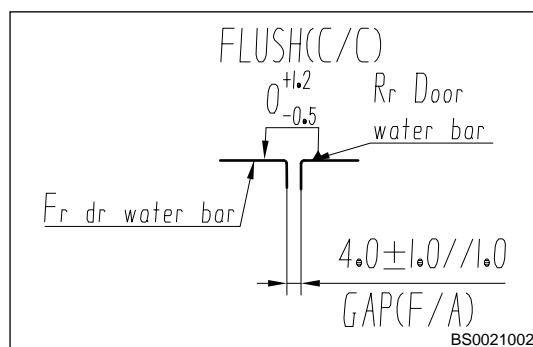 FLUSH(C/C)
0 +1.2 -0.5
Rr Door
water bar
Fr dr water bar
4.0±1.0//1.0
GAP(F/A)
BS0021002